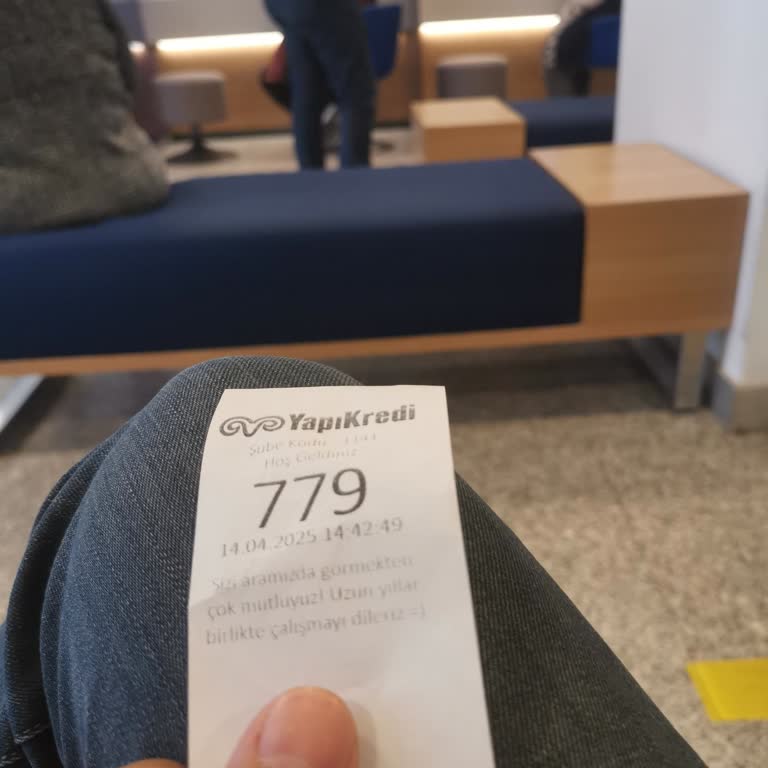 YapıKredi
Şube Kodu
Hoş Geldiniz
779
14.04.2025 14:42:49
Sizi aramızda görmekten
çok mutluyuz! Uzun yıllar
birlikte çalışmayı dileriz =)